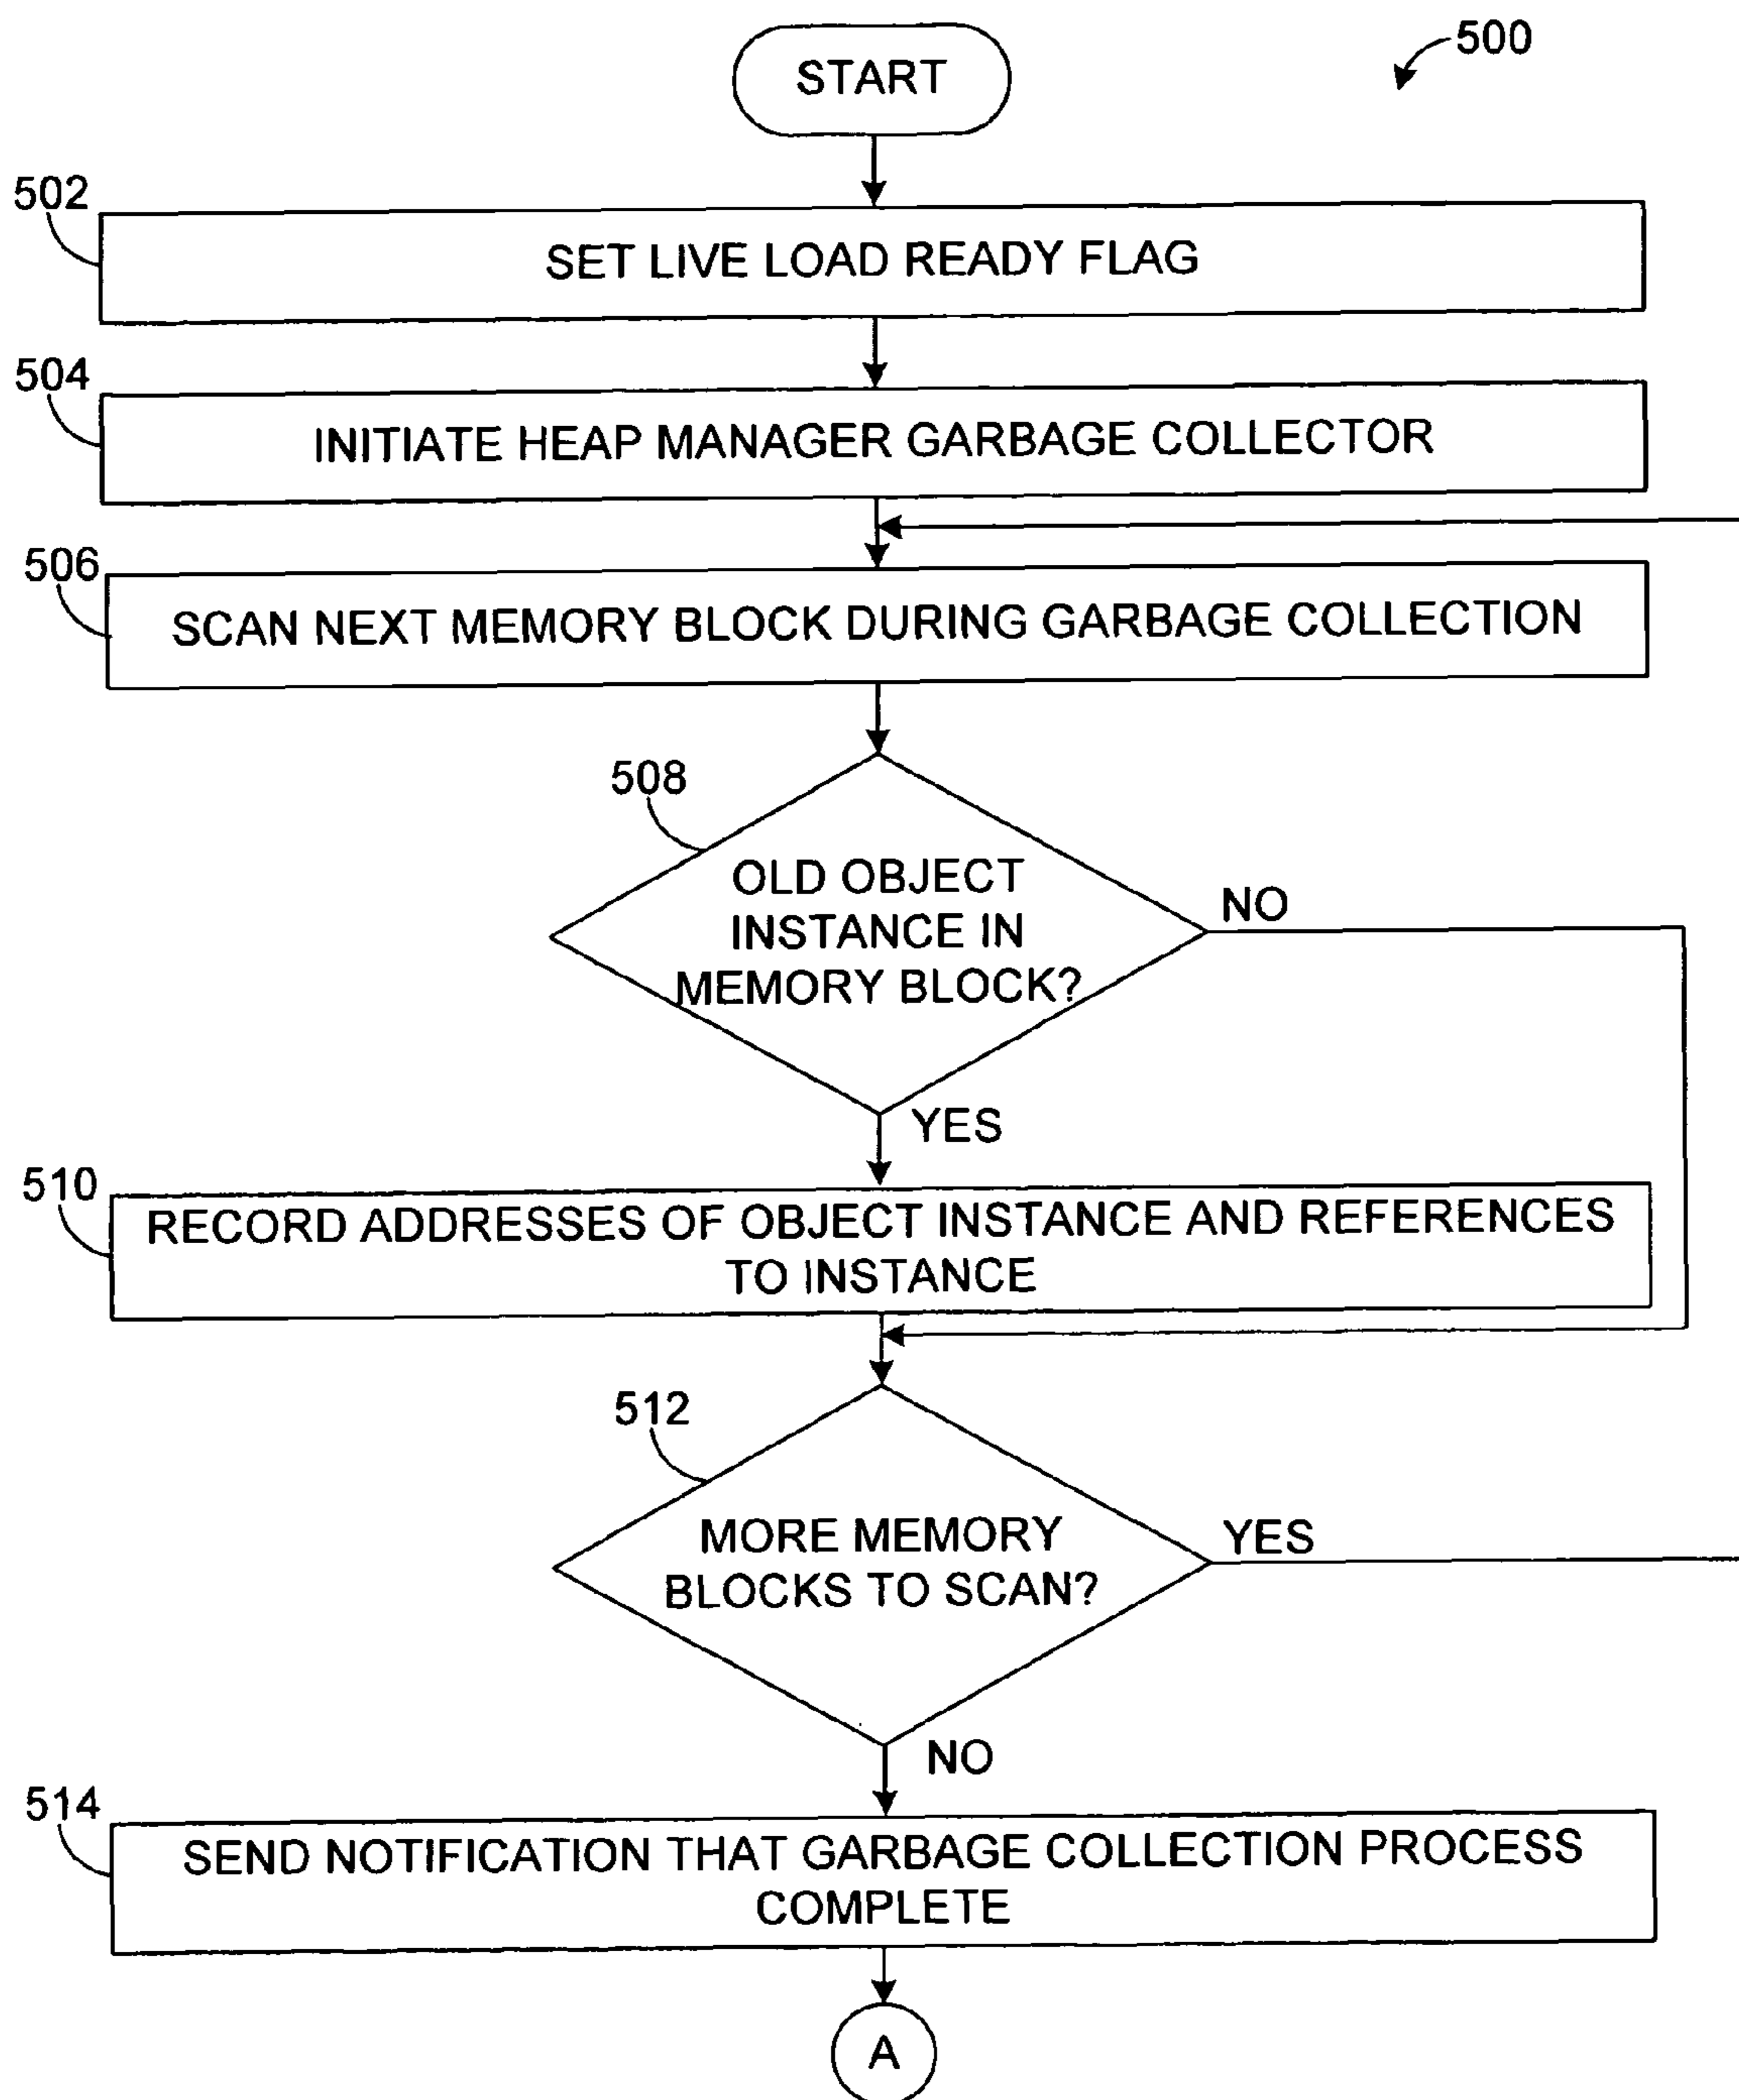 START
500
502
SET LIVE LOAD READY FLAG
504
INITIATE HEAP MANAGER GARBAGE COLLECTOR
506
SCAN NEXT MEMORY BLOCK DURING GARBAGE COLLECTION
508
OLD OBJECT
INSTANCE IN
MEMORY BLOCK?
NO
YES
510
RECORD ADDRESSES OF OBJECT INSTANCE AND REFERENCES
TO INSTANCE
512
MORE MEMORY
BLOCKS TO SCAN?
YES
NO
514
SEND NOTIFICATION THAT GARBAGE COLLECTION PROCESS
COMPLETE
A